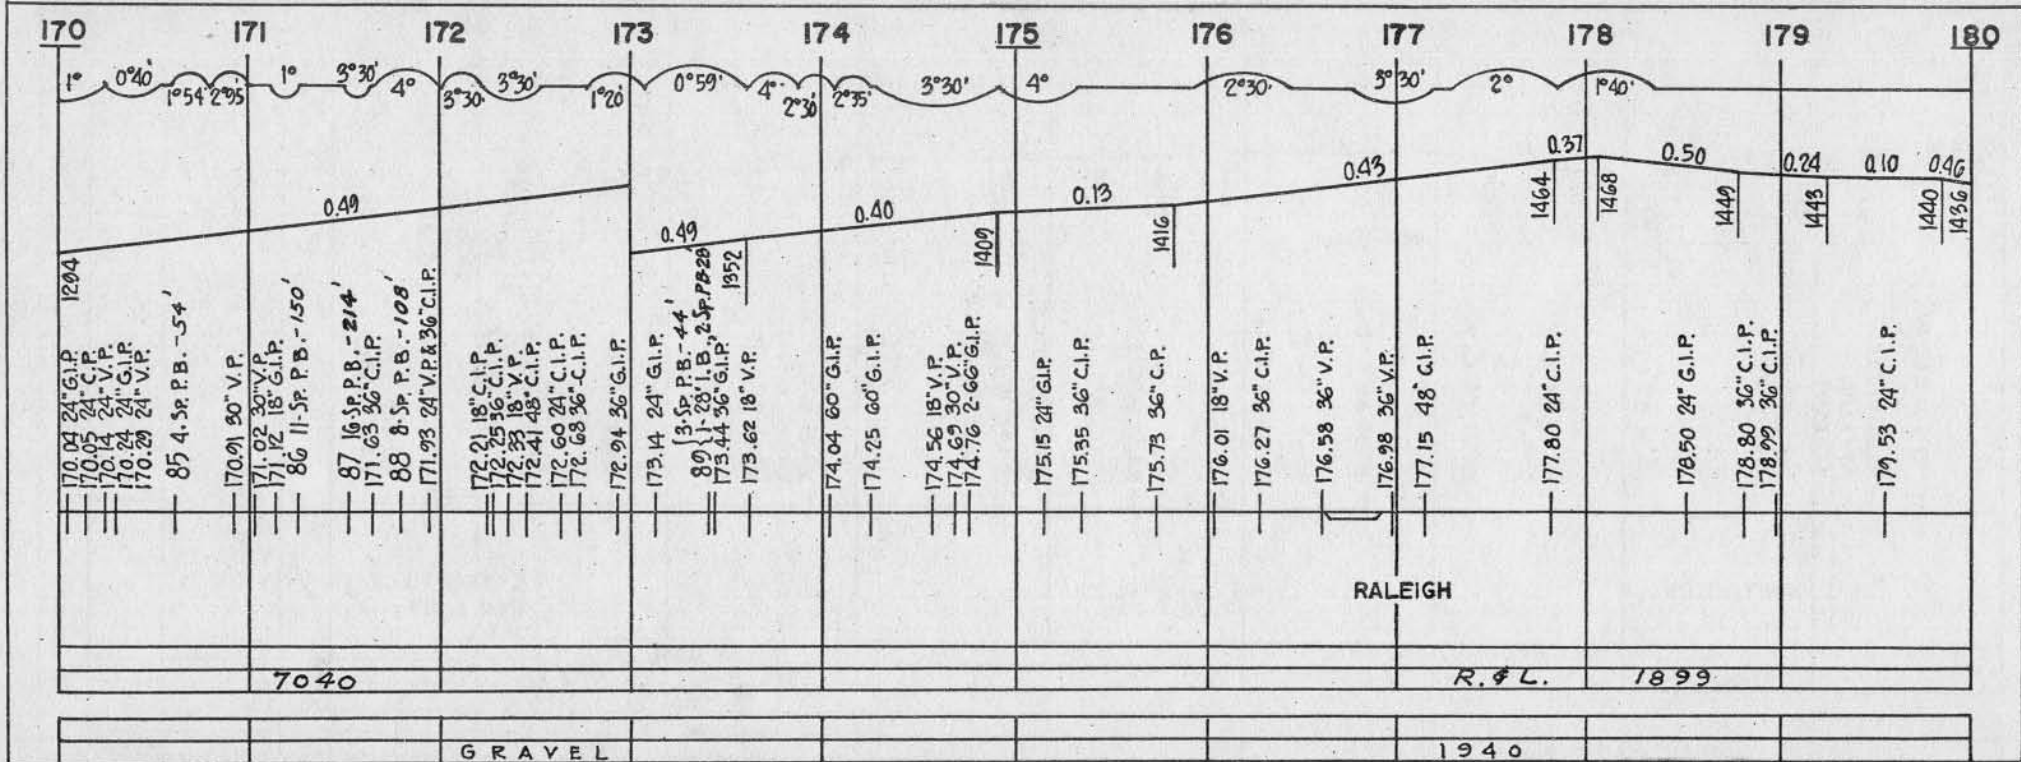 170 171 172 173 174 175 176 177 178 179 180
1° 0°40' 1°54' 2°05' 1° 3°30' 4° 3°30' 3°30' 1°20' 0°59' 4° 2°30' 2°35' 3°30' 4° 2°30' 3°30' 2° 1°40'
0.49 0.49 0.40 0.13 0.43 0.37 0.50 0.24 0.10 0.46
1294 1352 1409 1416 1464 1468 1449 1443 1440 1436
170.04 24" G.I.P.
170.05 24" C.P.
170.14 24" V.P.
170.24 24" G.I.P.
170.29 24" V.P.
85 4-Sp. P.B.-54'
170.91 30" V.P.
171.02 30" V.P.
171.12 18" G.I.P.
86 11-Sp. P.B.-150'
87 16-Sp. P.B.-214'
171.63 36" C.I.P.
88 8-Sp. P.B.-108'
171.93 24" V.P. & 36" C.I.P.
172.21 18" C.I.P.
172.25 36" C.I.P.
172.33 18" V.P.
172.41 48" C.I.P.
172.60 24" C.I.P.
172.68 36" C.I.P.
172.94 36" G.I.P.
173.14 24" G.I.P.
89 {3-Sp. P.B.-44'
1-28' I.B., 2 Sp. P.B-28'
173.44 36" G.I.P.
173.62 18" V.P.
174.04 60" G.I.P.
174.25 60" G.I.P.
174.56 18" V.P.
174.69 30" V.P.
174.76 2-66" G.I.P.
175.15 24" G.I.P.
175.35 36" C.I.P.
175.73 36" C.P.
176.01 18" V.P.
176.27 36" C.I.P.
176.58 36" V.P.
176.98 36" V.P.
177.15 48" G.I.P.
177.80 24" C.I.P.
178.50 24" G.I.P.
178.80 36" C.I.P.
178.99 36" C.I.P.
179.53 24" C.I.P.
RALEIGH
7040 R. & L. 1899
GRAVEL 1940